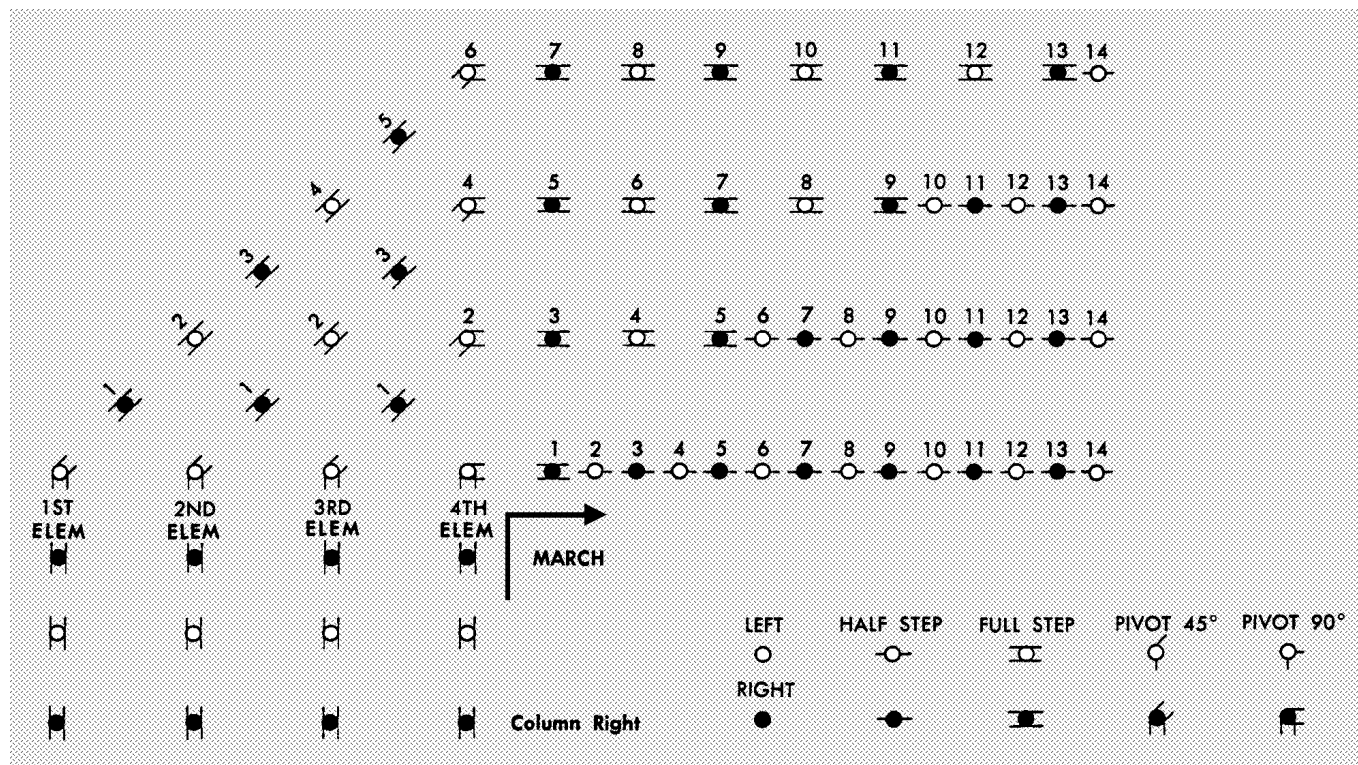 6 7 8 9 10 11 12 13 14
5
4 4 5 6 7 8 9 10 11 12 13 14
3 3
2 2 2 3 4 5 6 7 8 9 10 11 12 13 14
1 1 1
1 2 3 4 5 6 7 8 9 10 11 12 13 14
1ST ELEM
2ND ELEM
3RD ELEM
4TH ELEM
MARCH
LEFT HALF STEP FULL STEP PIVOT 45° PIVOT 90°
RIGHT
Column Right